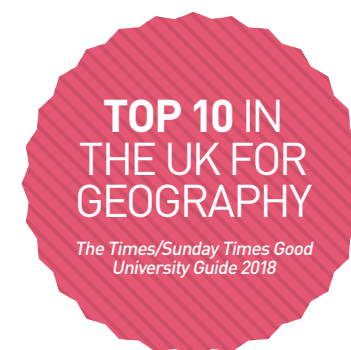 TOP 10 IN
THE UK FOR
GEOGRAPHY
The Times/Sunday Times Good
University Guide 2018